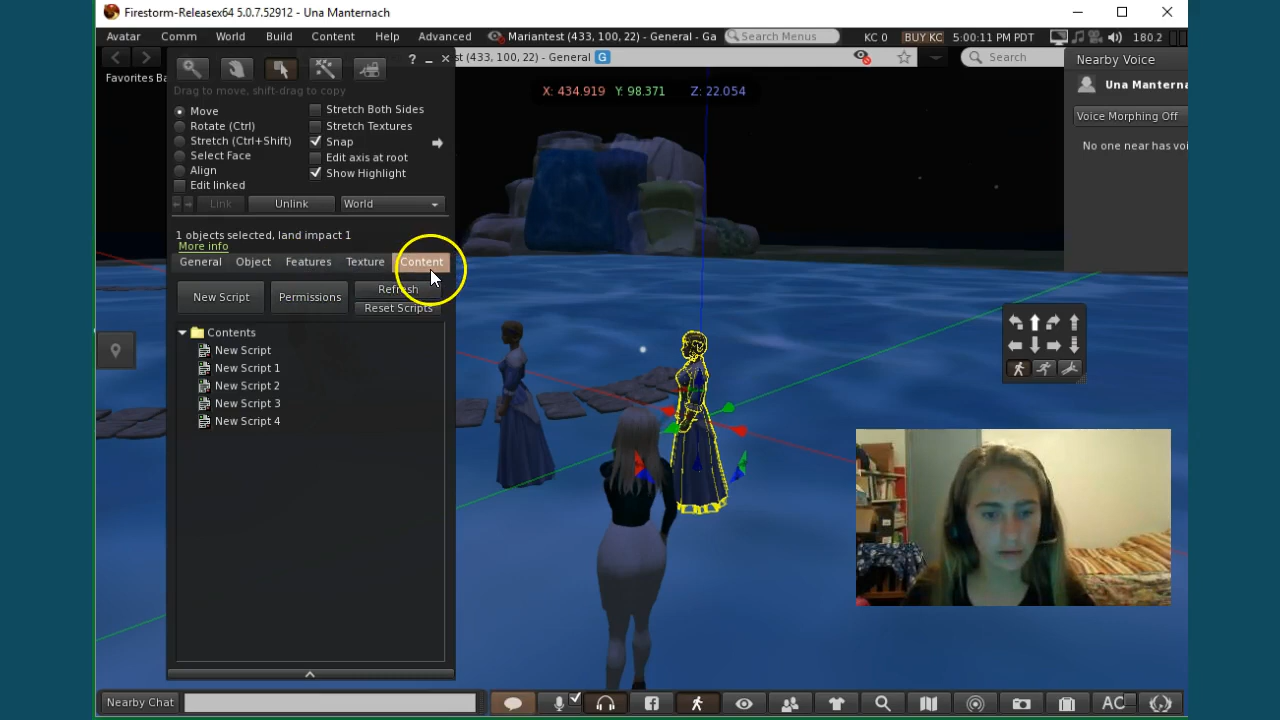 Firestorm-Releasex64 5.0.7.52912 - Una Manternach
Avatar Comm World Build Content Help Advanced Mariantest (433, 100, 22) - General - Ga Search Menus KC 0 BUY KC 5:00:11 PM PDT 180.2
st (433, 100, 22) - General G Search
Nearby Voice
Favorites Ba
Una Manterna
Voice Morphing Off
No one near has voi
X: 434.919 Y: 98.371 Z: 22.054
? _
Drag to move, shift-drag to copy
Move
Rotate (Ctrl)
Stretch (Ctrl+Shift)
Select Face
Align
Edit linked
Stretch Both Sides
Stretch Textures
Snap
Edit axis at root
Show Highlight
Link Unlink World
1 objects selected, land impact 1
More info
General Object Features Texture Content
New Script Permissions Refresh
Reset Scripts
Contents
New Script
New Script 1
New Script 2
New Script 3
New Script 4
Nearby Chat
AC